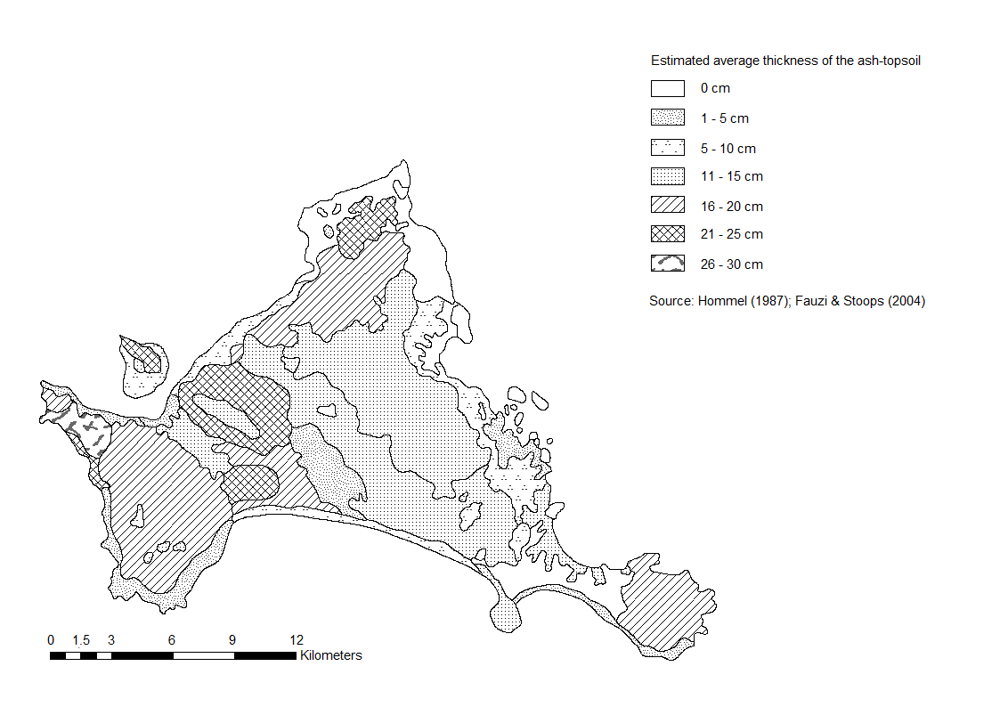 Estimated average thickness of the ash-topsoil
0 cm
1 - 5 cm
5 - 10 cm
11 - 15 cm
16 - 20 cm
21 - 25 cm
26 - 30 cm
Source: Hommel (1987); Fauzi & Stoops (2004)
0 1.5 3 6 9 12
Kilometers